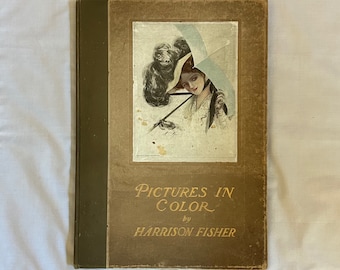 PICTURES IN
COLOR
by
HARRISON FISHER